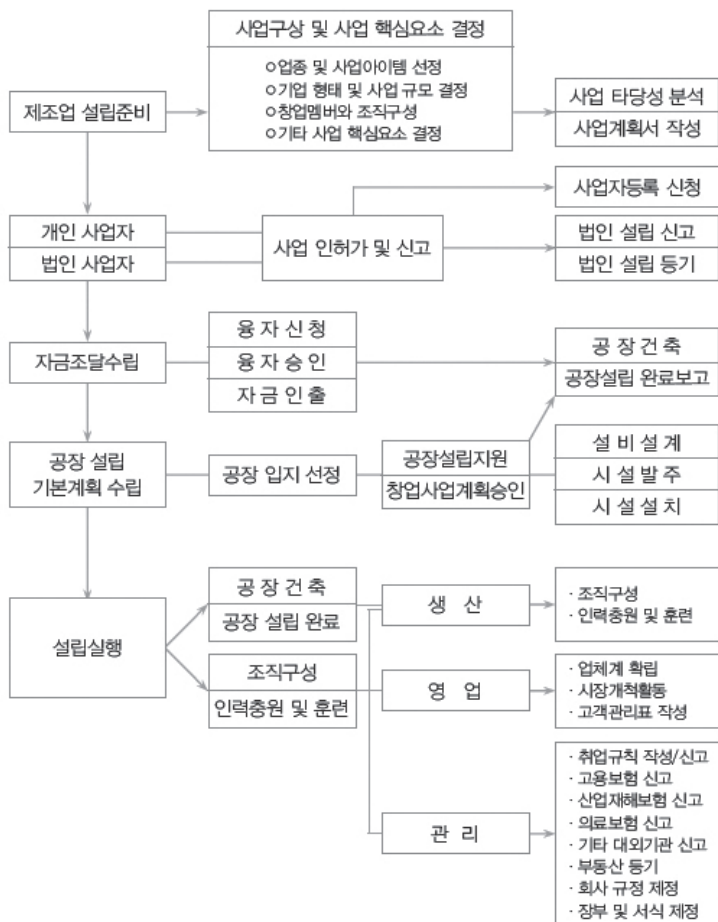 사업구상 및 사업 핵심요소 결정
ㅇ업종 및 사업아이템 선정
ㅇ기업 형태 및 사업 규모 결정
ㅇ창업멤버와 조직구성
ㅇ기타 사업 핵심요소 결정
제조업 설립준비
사업 타당성 분석
사업계획서 작성
사업자등록 신청
개인 사업자
법인 사업자
사업 인허가 및 신고
법인 설립 신고
법인 설립 등기
자금조달수립
융 자 신 청
융 자 승 인
자 금 인 출
공 장 건 축
공장설립 완료보고
공장 설립
기본계획 수립
공장 입지 선정
공장설립지원
창업사업계획승인
설 비 설 계
시 설 발 주
시 설 설 치
설립실행
공 장 건 축
공장 설립 완료
조직구성
인력충원 및 훈련
생 산
· 조직구성
· 인력충원 및 훈련
영 업
· 업체계 확립
· 시장개척활동
· 고객관리표 작성
관 리
· 취업규칙 작성/신고
· 고용보험 신고
· 산업재해보험 신고
· 의료보험 신고
· 기타 대외기관 신고
· 부동산 등기
· 회사 규정 제정
· 장부 및 서식 제정